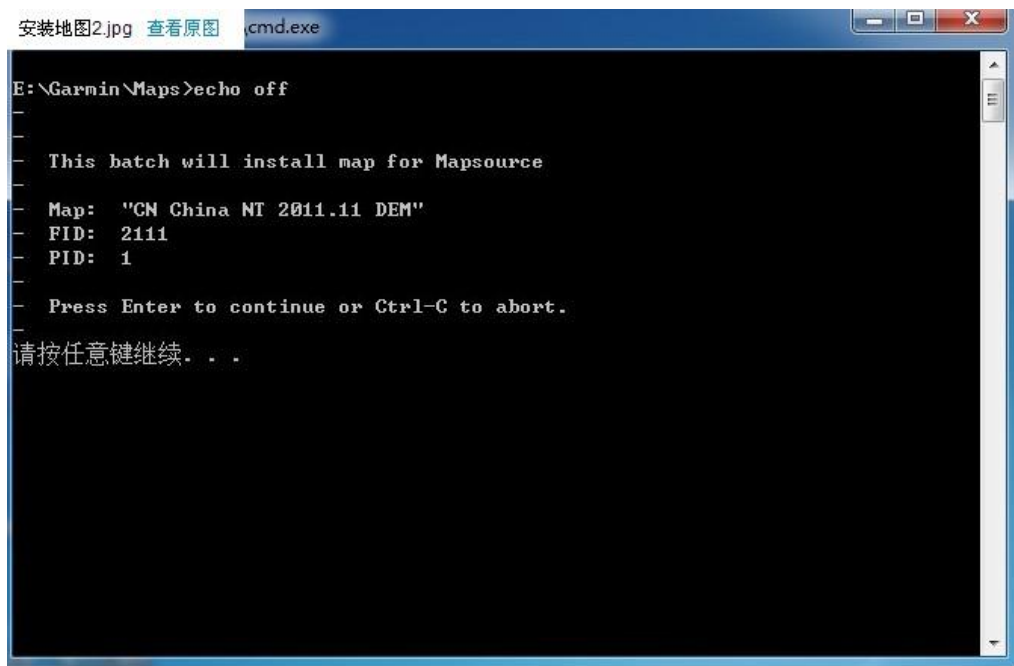 安装地图2.jpg 查看原图 \cmd.exe
E:\Garmin\Maps>echo off
-
-
- This batch will install map for Mapsource
-
- Map: "CN China NT 2011.11 DEM"
- FID: 2111
- PID: 1
-
- Press Enter to continue or Ctrl-C to abort.
-
请按任意键继续. . .